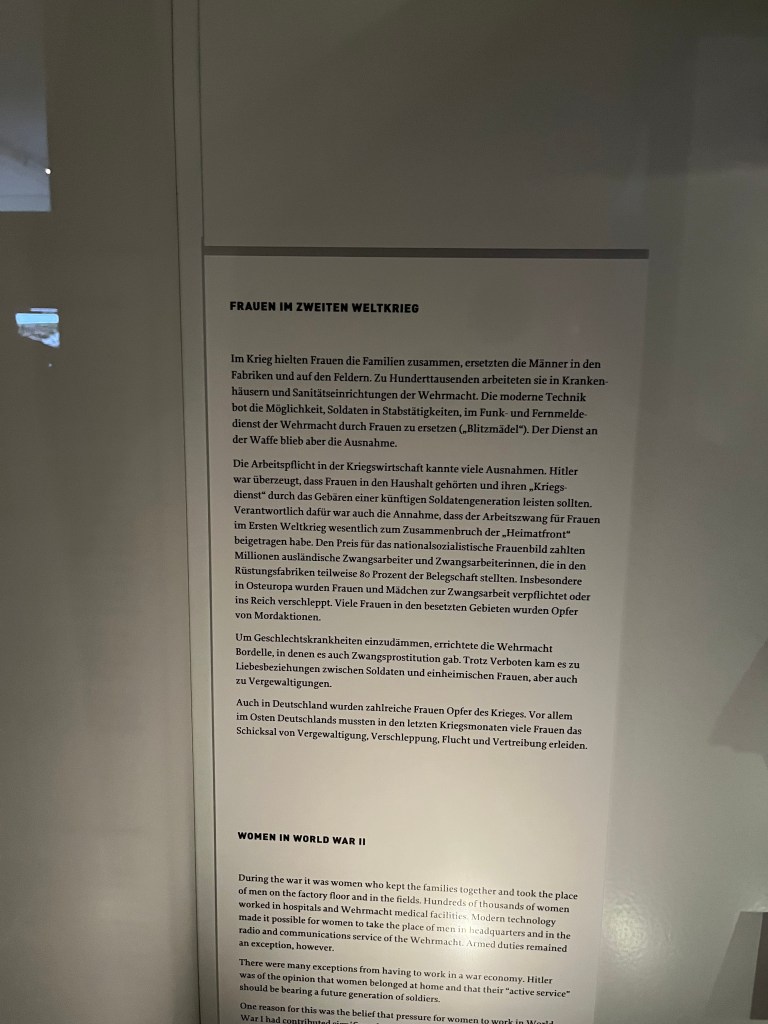 FRAUEN IM ZWEITEN WELTKRIEG
Im Krieg hielten Frauen die Familien zusammen, ersetzten die Männer in den
Fabriken und auf den Feldern. Zu Hunderttausenden arbeiteten sie in Kranken-
häusern und Sanitätseinrichtungen der Wehrmacht. Die moderne Technik
bot die Möglichkeit, Soldaten in Stabstätigkeiten, im Funk- und Fernmelde-
dienst der Wehrmacht durch Frauen zu ersetzen („Blitzmädel“). Der Dienst an
der Waffe blieb aber die Ausnahme.
Die Arbeitspflicht in der Kriegswirtschaft kannte viele Ausnahmen. Hitler
war überzeugt, dass Frauen in den Haushalt gehörten und ihren „Kriegs-
dienst“ durch das Gebären einer künftigen Soldatengeneration leisten sollten.
Verantwortlich dafür war auch die Annahme, dass der Arbeitszwang für Frauen
im Ersten Weltkrieg wesentlich zum Zusammenbruch der „Heimatfront“
beigetragen habe. Den Preis für das nationalsozialistische Frauenbild zahlten
Millionen ausländische Zwangsarbeiter und Zwangsarbeiterinnen, die in den
Rüstungsfabriken teilweise 80 Prozent der Belegschaft stellten. Insbesondere
in Osteuropa wurden Frauen und Mädchen zur Zwangsarbeit verpflichtet oder
ins Reich verschleppt. Viele Frauen in den besetzten Gebieten wurden Opfer
von Mordaktionen.
Um Geschlechtskrankheiten einzudämmen, errichtete die Wehrmacht
Bordelle, in denen es auch Zwangsprostitution gab. Trotz Verboten kam es zu
Liebesbeziehungen zwischen Soldaten und einheimischen Frauen, aber auch
zu Vergewaltigungen.
Auch in Deutschland wurden zahlreiche Frauen Opfer des Krieges. Vor allem
im Osten Deutschlands mussten in den letzten Kriegsmonaten viele Frauen das
Schicksal von Vergewaltigung, Verschleppung, Flucht und Vertreibung erleiden.
WOMEN IN WORLD WAR II
During the war it was women who kept the families together and took the place
of men on the factory floor and in the fields. Hundreds of thousands of women
worked in hospitals and Wehrmacht medical facilities. Modern technology
made it possible for women to take the place of men in headquarters and in the
radio and communications service of the Wehrmacht. Armed duties remained
an exception, however.
There were many exceptions from having to work in a war economy. Hitler
was of the opinion that women belonged at home and that their “active service”
should be bearing a future generation of soldiers.
One reason for this was the belief that pressure for women to work in World
War I had contributed